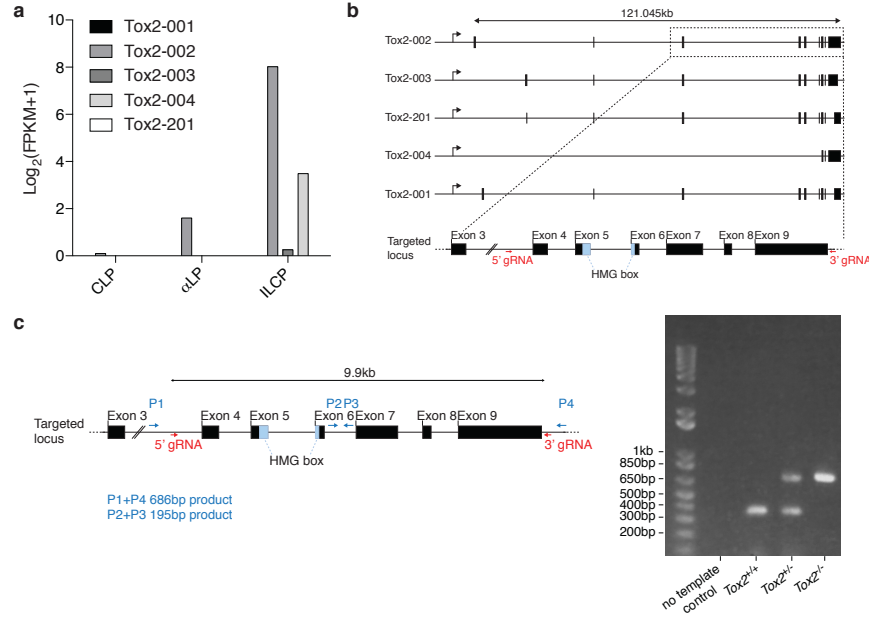 a
Tox2-001
Tox2-002
Tox2-003
Tox2-004
Tox2-201
Log2(FPKM+1)
10
8
6
4
2
0
CLP
αLP
ILCP
b
121.045kb
Tox2-002
Tox2-003
Tox2-201
Tox2-004
Tox2-001
Exon 3 Exon 4 Exon 5 Exon 6 Exon 7 Exon 8 Exon 9
Targeted
locus
5' gRNA
3' gRNA
HMG box
c
9.9kb
P1 P2 P3 P4
Exon 3 Exon 4 Exon 5 Exon 6 Exon 7 Exon 8 Exon 9
Targeted
locus
5' gRNA
3' gRNA
HMG box
P1+P4 686bp product
P2+P3 195bp product
1kb
850bp
650bp
500bp
400bp
300bp
200bp
no template
control
Tox2+/+
Tox2+/-
Tox2-/-